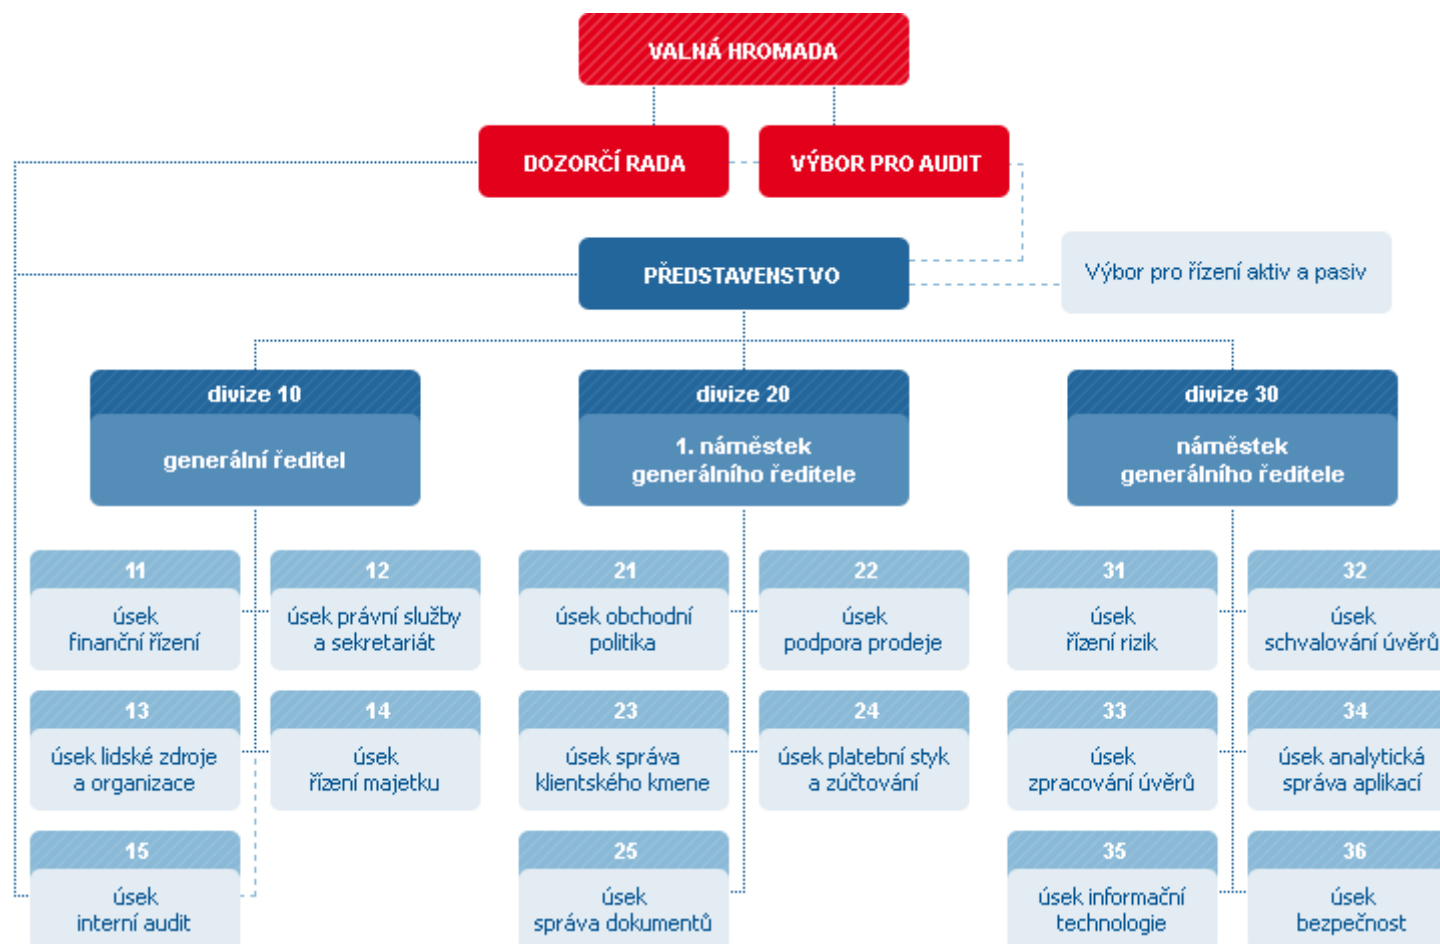 VALNÁ HROMADA
DOZORČÍ RADA
VÝBOR PRO AUDIT
PŘEDSTAVENSTVO
Výbor pro řízení aktiv a pasiv
divize 10
generální ředitel
divize 20
1. náměstek
generálního ředitele
divize 30
náměstek
generálního ředitele
11
úsek
finanční řízení
12
úsek právní služby
a sekretariát
21
úsek obchodní
politika
22
úsek
podpora prodeje
31
úsek
řízení rizik
32
úsek
schvalování úvěrů
13
úsek lidské zdroje
a organizace
14
úsek
řízení majetku
23
úsek správa
klientského kmene
24
úsek platební styk
a zúčtování
33
úsek
zpracování úvěrů
34
úsek analytická
správa aplikací
15
úsek
interní audit
25
úsek
správa dokumentů
35
úsek informační
technologie
36
úsek
bezpečnost